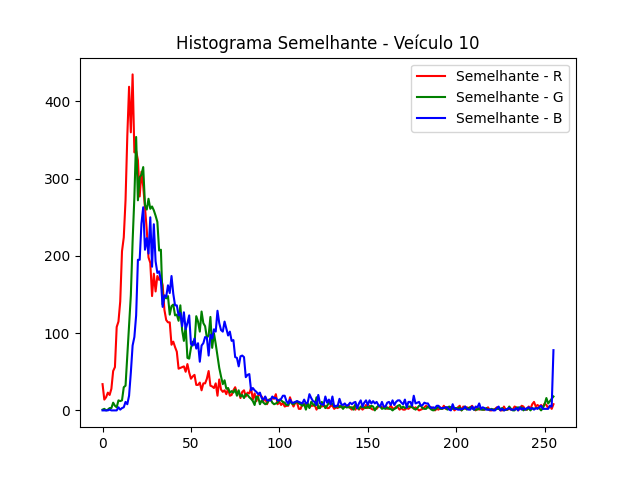 Histograma Semelhante - Veículo 10
Semelhante - R
Semelhante - G
Semelhante - B
400
300
200
100
0
0 50 100 150 200 250